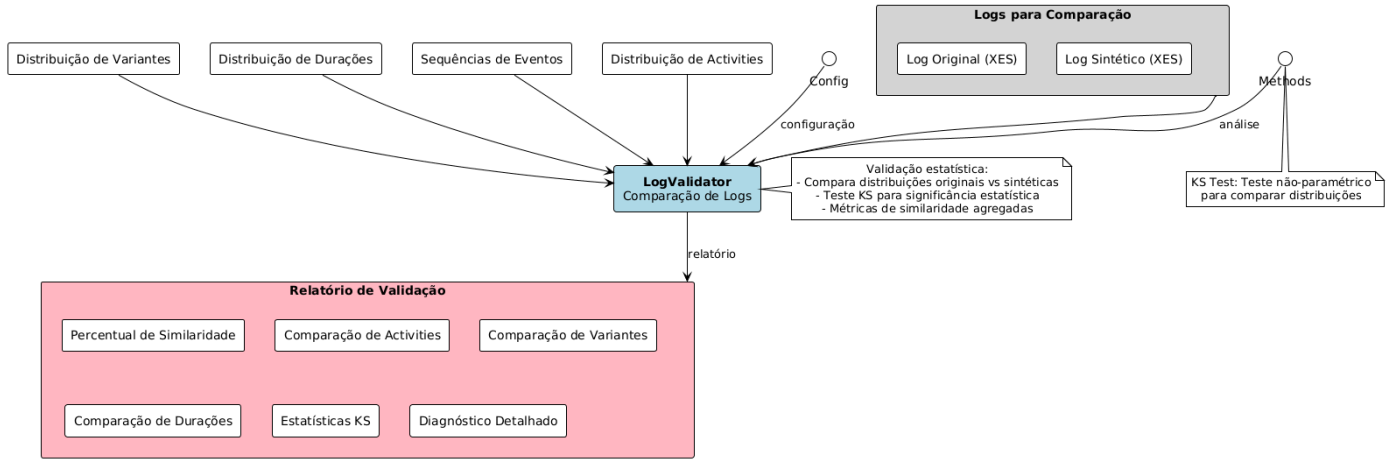 Logs para Comparação
Distribuição de Variantes
Distribuição de Durações
Sequências de Eventos
Distribuição de Activities
Log Original (XES)
Log Sintético (XES)
Config
Methods
configuração
análise
LogValidator
Comparação de Logs
Validação estatística:
- Compara distribuições originais vs sintéticas
- Teste KS para significância estatística
- Métricas de similaridade agregadas
KS Test: Teste não-paramétrico
para comparar distribuições
relatório
Relatório de Validação
Percentual de Similaridade
Comparação de Activities
Comparação de Variantes
Comparação de Durações
Estatísticas KS
Diagnóstico Detalhado